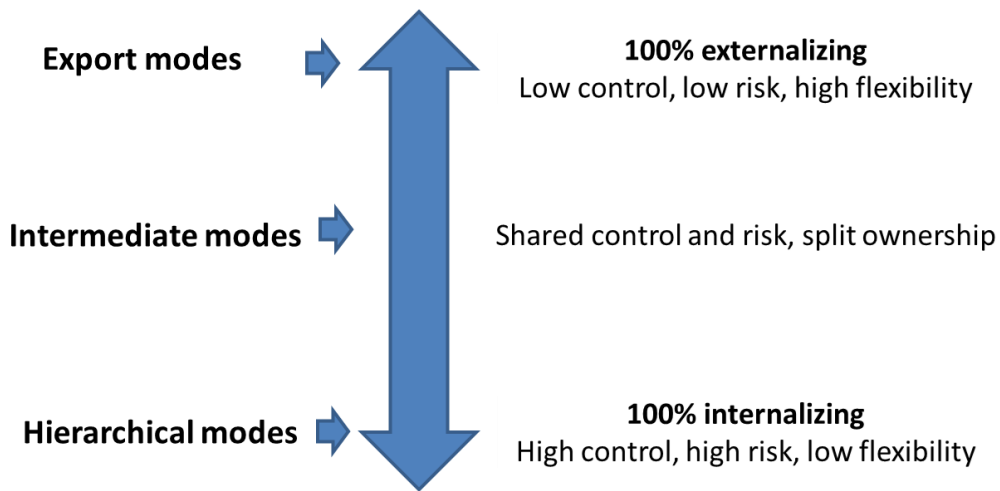 Export modes
100% externalizing
Low control, low risk, high flexibility
Intermediate modes
Shared control and risk, split ownership
Hierarchical modes
100% internalizing
High control, high risk, low flexibility